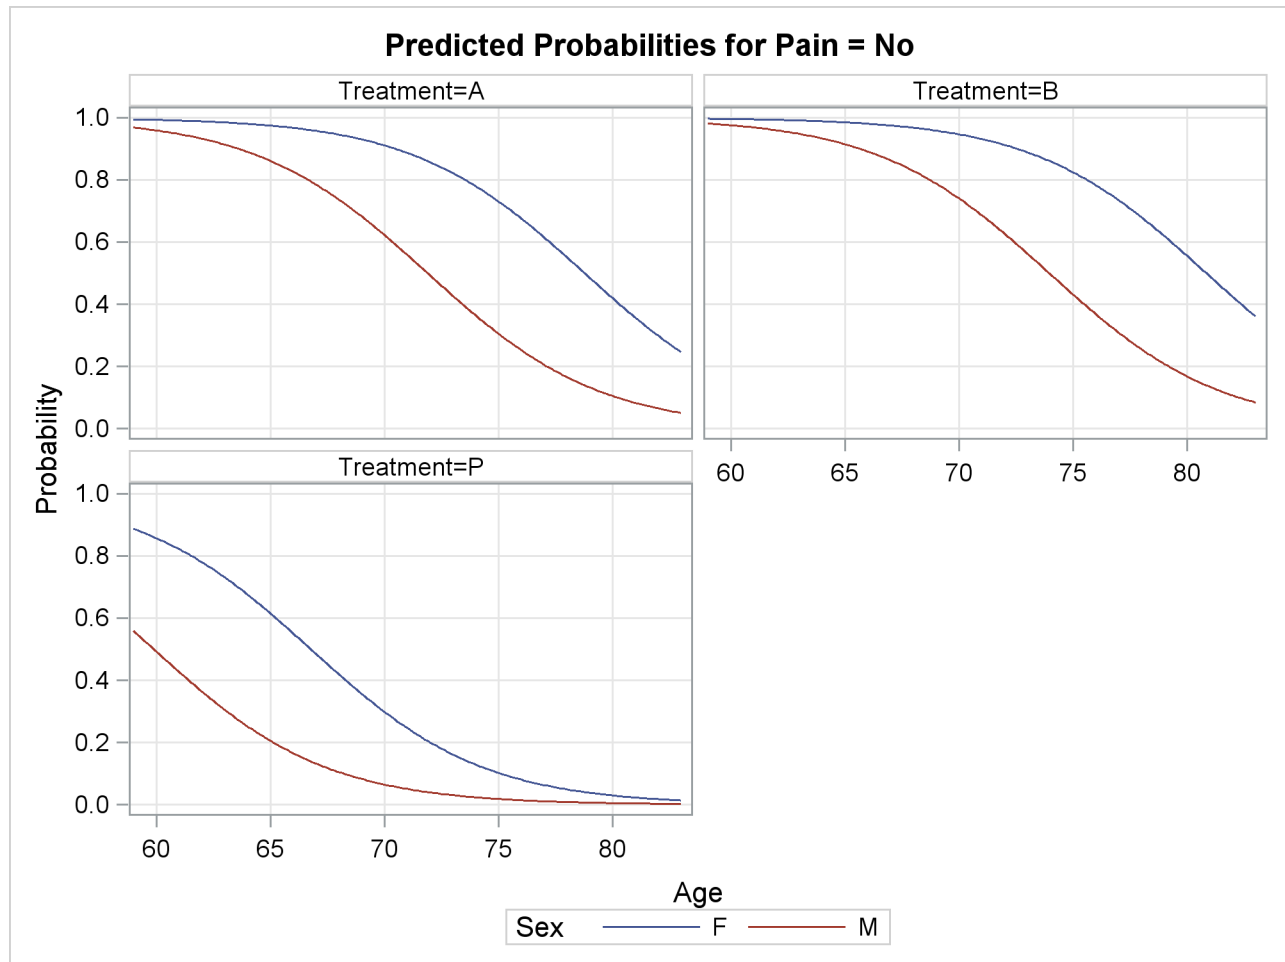 Predicted Probabilities for Pain = No
Treatment=A
Treatment=B
1.0
0.8
0.6
0.4
0.2
0.0
60 65 70 75 80
Treatment=P
1.0
0.8
0.6
0.4
0.2
0.0
60 65 70 75 80
Probability
Age
Sex F M